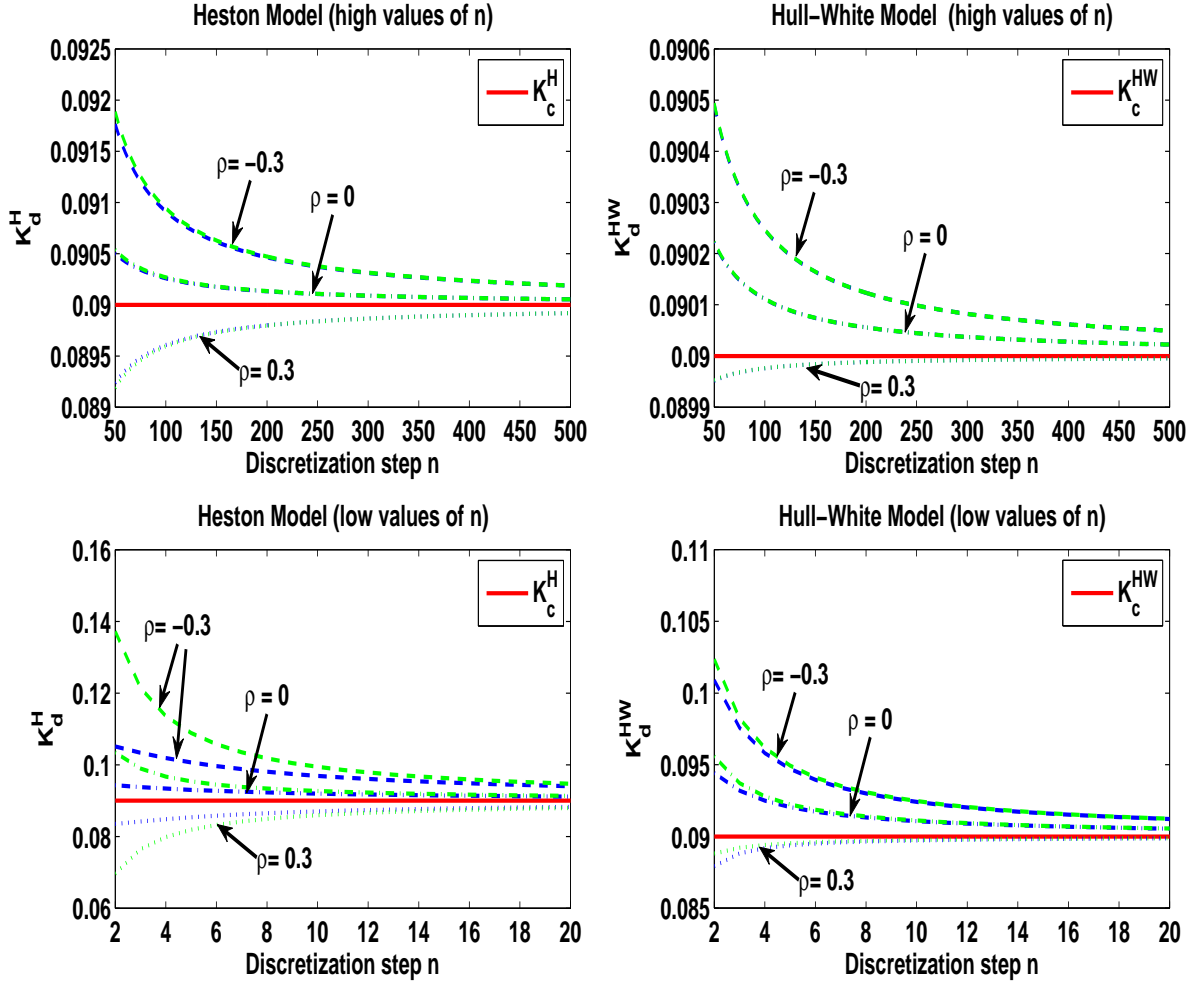 Heston Model (high values of n)
0.0925
0.092
0.0915
0.091
0.0905
0.09
0.0895
0.089
K_d^H
K_c^H
ρ= −0.3
ρ = 0
ρ= 0.3
50 100 150 200 250 300 350 400 450 500
Discretization step n
Hull−White Model (high values of n)
0.0906
0.0905
0.0904
0.0903
0.0902
0.0901
0.09
0.0899
K_d^HW
K_c^HW
ρ= −0.3
ρ = 0
ρ= 0.3
50 100 150 200 250 300 350 400 450 500
Discretization step n
Heston Model (low values of n)
0.16
0.14
0.12
0.1
0.08
0.06
K_d^H
K_c^H
ρ= −0.3
ρ = 0
ρ= 0.3
2 4 6 8 10 12 14 16 18 20
Discretization step n
Hull−White Model (low values of n)
0.11
0.105
0.1
0.095
0.09
0.085
K_d^HW
K_c^HW
ρ= −0.3
ρ = 0
ρ= 0.3
2 4 6 8 10 12 14 16 18 20
Discretization step n